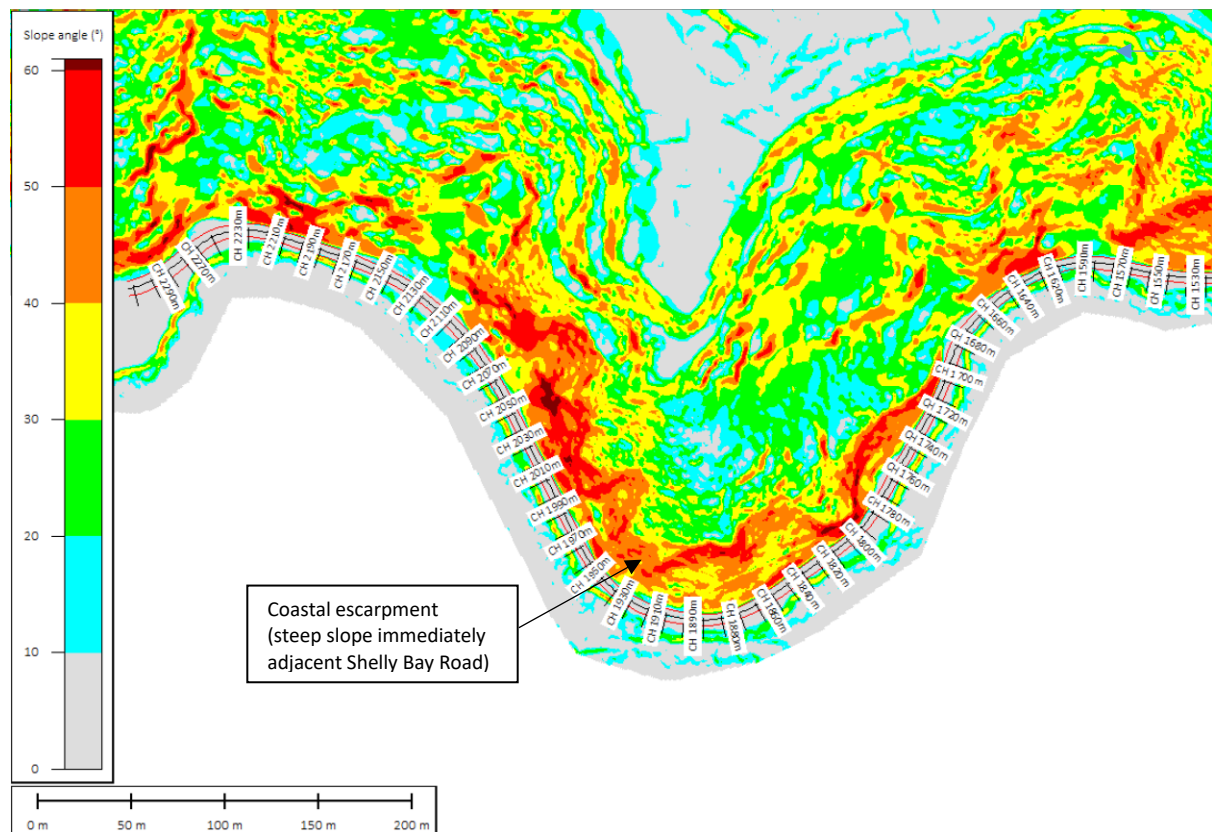 Slope angle (°)
60
50
40
30
20
10
0
CH 2290m
CH 2270m
CH 2230m
CH 2210m
CH 2190m
CH 2170m
CH 2150m
CH 2130m
CH 2110m
CH 2090m
CH 2070m
CH 2050m
CH 2030m
CH 2010m
CH 1990m
CH 1970m
CH 1950m
CH 1930m
CH 1910m
CH 1890m
CH 1880m
CH 1860m
CH 1840m
CH 1820m
CH 1800m
CH 1780m
CH 1760m
CH 1740m
CH 1720m
CH 1700m
CH 1680m
CH 1660m
CH 1640m
CH 1620m
CH 1590m
CH 1570m
CH 1550m
CH 1530m
Coastal escarpment
(steep slope immediately
adjacent Shelly Bay Road)
0 m 50 m 100 m 150 m 200 m